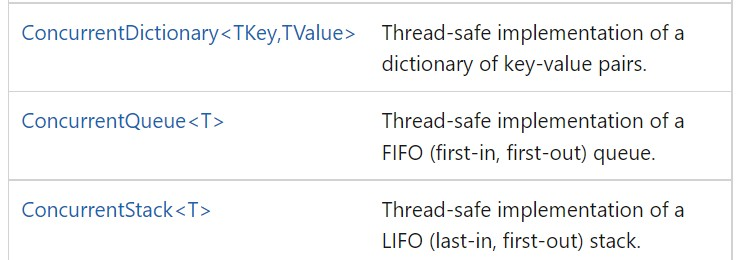 ConcurrentDictionary<TKey,TValue> Thread-safe implementation of a
dictionary of key-value pairs.
ConcurrentQueue<T> Thread-safe implementation of a
FIFO (first-in, first-out) queue.
ConcurrentStack<T> Thread-safe implementation of a
LIFO (last-in, first-out) stack.